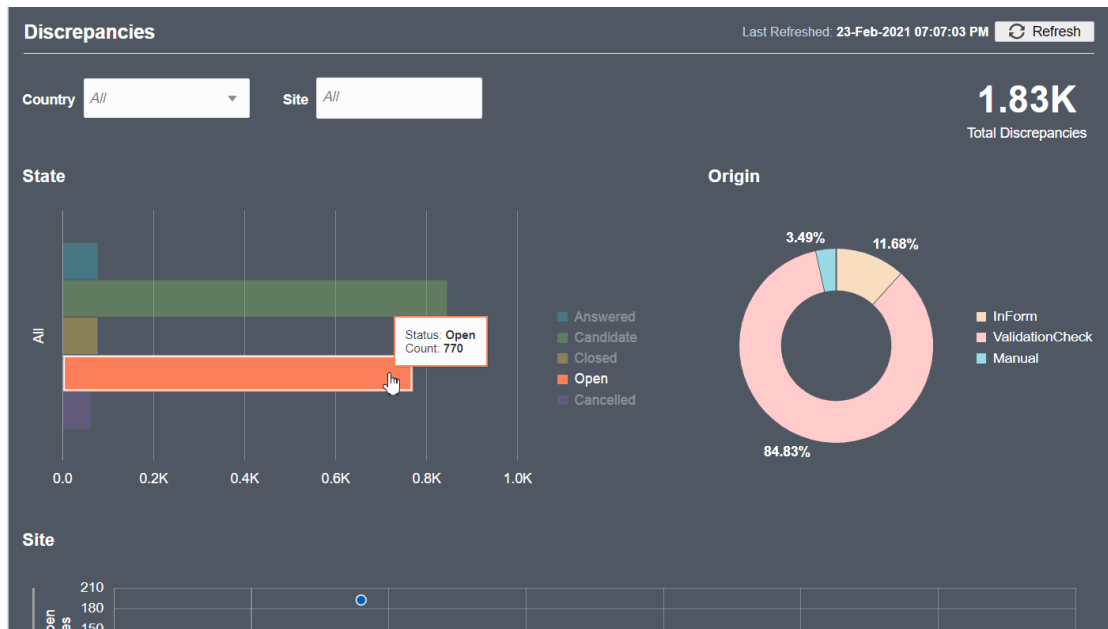 Discrepancies
Last Refreshed: 23-Feb-2021 07:07:03 PM Refresh
Country All Site All
1.83K
Total Discrepancies
State
Origin
All
Status: Open
Count: 770
Answered
Candidate
Closed
Open
Cancelled
0.0 0.2K 0.4K 0.6K 0.8K 1.0K
3.49% 11.68%
84.83%
InForm
ValidationCheck
Manual
Site
210
180
150